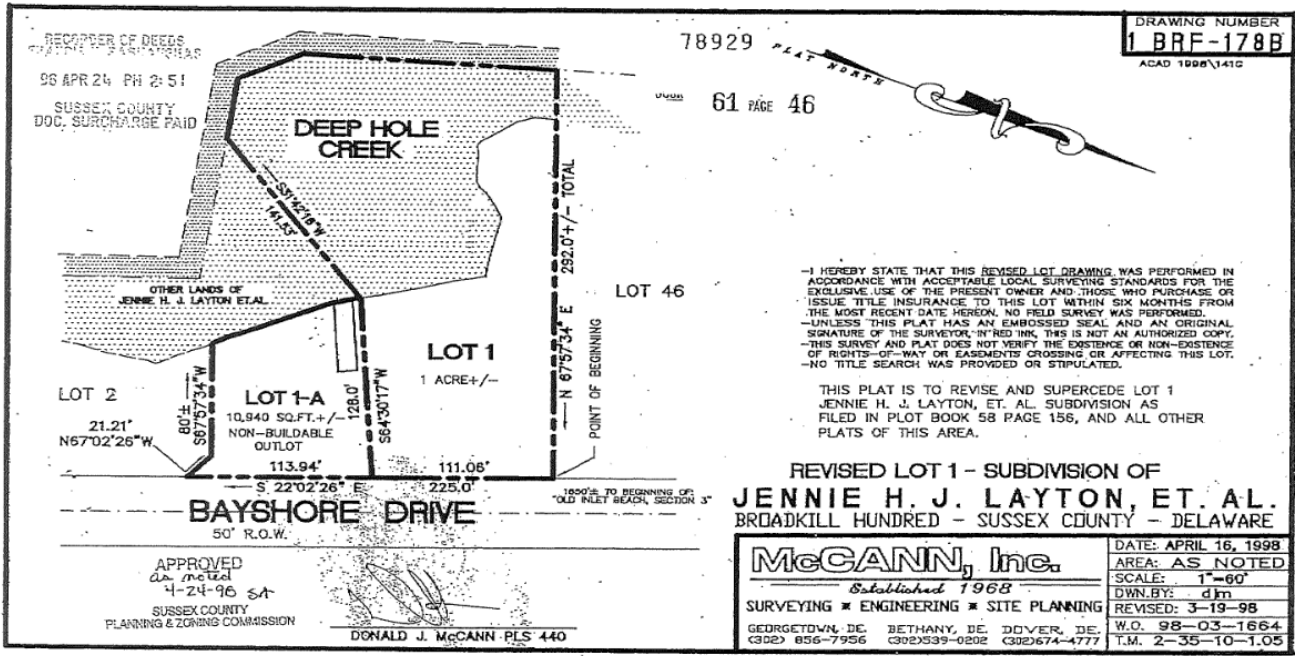 RECORDER OF DEEDS
98 APR 24 PM 2:51
SUSSEX COUNTY
DOC. SURCHARGE PAID
78929
PLAT NORTH
BOOK 61 PAGE 46
DRAWING NUMBER
1 BRF-178B
ACAD 1998\141G
DEEP HOLE
CREEK
S31°42'18"W
141.53'
292.0'+/- TOTAL
N 67°57'34" E
LOT 46
POINT OF BEGINNING
OTHER LANDS OF
JENNIE H. J. LAYTON ET.AL.
LOT 1
1 ACRE+/-
LOT 2
80'±
S67°57'34"W
LOT 1-A
10,940 SQ.FT.+/-
NON-BUILDABLE
OUTLOT
128.0'
S64°30'17"W
21.21'
N67°02'26"W
113.94'
111.06'
S 22°02'26" E
225.0'
1650'± TO BEGINNING OF
"OLD INLET BEACH, SECTION 3"
BAYSHORE DRIVE
50' R.O.W.
APPROVED
as noted
4-24-98 SA
SUSSEX COUNTY
PLANNING & ZONING COMMISSION
DONALD J. McCANN PLS 440
-I HEREBY STATE THAT THIS REVISED LOT DRAWING WAS PERFORMED IN
ACCORDANCE WITH ACCEPTABLE LOCAL SURVEYING STANDARDS FOR THE
EXCLUSIVE USE OF THE PRESENT OWNER AND THOSE WHO PURCHASE OR
ISSUE TITLE INSURANCE TO THIS LOT WITHIN SIX MONTHS FROM
THE MOST RECENT DATE HEREON. NO FIELD SURVEY WAS PERFORMED.
-UNLESS THIS PLAT HAS AN EMBOSSED SEAL AND AN ORIGINAL
SIGNATURE OF THE SURVEYOR, IN RED INK, THIS IS NOT AN AUTHORIZED COPY.
-THIS SURVEY AND PLAT DOES NOT VERIFY THE EXISTENCE OR NON-EXISTENCE
OF RIGHTS-OF-WAY OR EASEMENTS CROSSING OR AFFECTING THIS LOT.
-NO TITLE SEARCH WAS PROVIDED OR STIPULATED.
THIS PLAT IS TO REVISE AND SUPERCEDE LOT 1
JENNIE H. J. LAYTON, ET. AL. SUBDIVISION AS
FILED IN PLOT BOOK 58 PAGE 156, AND ALL OTHER
PLATS OF THIS AREA.
REVISED LOT 1 - SUBDIVISION OF
JENNIE H. J. LAYTON, ET. AL.
BROADKILL HUNDRED - SUSSEX COUNTY - DELAWARE
McCANN, Inc.
Established 1968
SURVEYING * ENGINEERING * SITE PLANNING
GEORGETOWN, DE. BETHANY, DE. DOVER, DE.
(302) 856-7956 (302)539-0202 (302)674-4777
DATE: APRIL 16, 1998
AREA: AS NOTED
SCALE: 1"=60'
DWN.BY: djm
REVISED: 3-19-98
W.O. 98-03-1664
T.M. 2-35-10-1.05